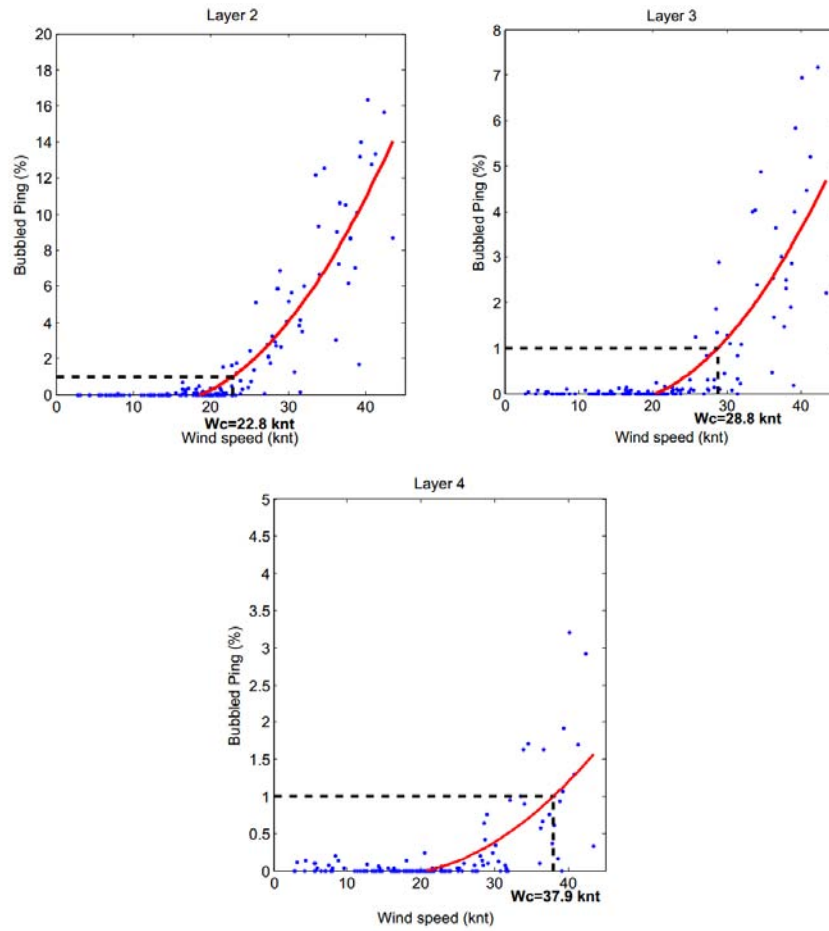 Layer 2
20
18
16
14
12
10
8
6
4
2
0
Bubbled Ping (%)
0 10 20 30 40
Wc=22.8 knt
Wind speed (knt)
Layer 3
8
7
6
5
4
3
2
1
0
Bubbled Ping (%)
0 10 20 30 40
Wc=28.8 knt
Wind speed (knt)
Layer 4
5
4.5
4
3.5
3
2.5
2
1.5
1
0.5
0
Bubbled Ping (%)
0 10 20 30 40
Wc=37.9 knt
Wind speed (knt)